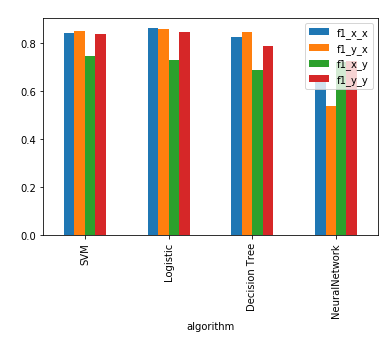 0.8
0.6
0.4
0.2
0.0
f1_x_x
f1_y_x
f1_x_y
f1_y_y
SVM
Logistic
Decision Tree
NeuralNetwork
algorithm